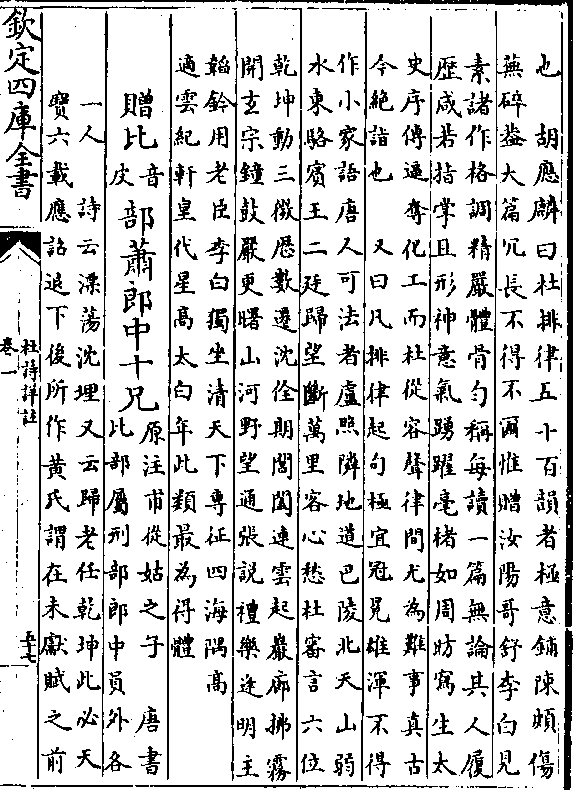 也　胡應麟曰杜排律五十百韻者極意鋪陳頗傷
蕪碎葢大篇冗長不得不爾惟贈汝陽哥舒李白見
素諸作格調精嚴體骨勻稱每讀一篇無論其人履
歴咸若指掌且形神意氣踴躍毫楮如周昉寫生太
史序傳逼奪化工而杜從容聲律間尤為難事真古
今絶詣也　又曰凡排律起句極宜冠冕雄渾不得
作小家語唐人可法者盧照隣地道巴陵北天山弱
水東駱賔王二廷歸望斷萬里客心愁杜審言六位
乾坤動三微歴數遷沈佺期閶闔連雲起巖廊拂霧
開玄宗鐘鼓嚴更曙山河野望通張説禮樂逢明主
韜鈐用老臣李白獨坐清天下專征四海隅髙
適雲紀軒皇代星髙太白年此類最為得體
贈比音皮部蕭郎中十兄
原注甫從姑之子　唐書
比部屬刑部郎中員外各
一人　詩云漂蕩沈埋又云歸老任乾坤此必天
寳六載應詔退下後所作黄氏謂在未獻賦之前
欽定四庫全書
杜詩詳註
卷一
五十七